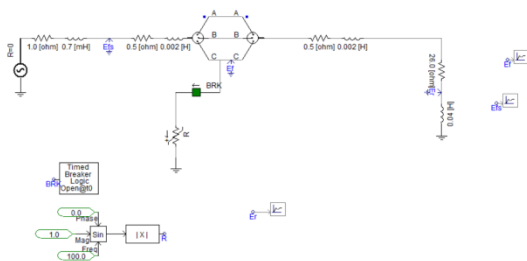 R=0
1.0 [ohm] 0.7 [mH]
Efs
0.5 [ohm] 0.002 [H]
A A
B B
C C
Ef
0.5 [ohm] 0.002 [H]
26.0 [ohm]
0.04 [H]
Er
Efs
BRK
R
Timed
Breaker
Logic
Open@t0
BRK
0.0
Phase
1.0
Mag
Sin
Freq
100.0
|X|
R
Er